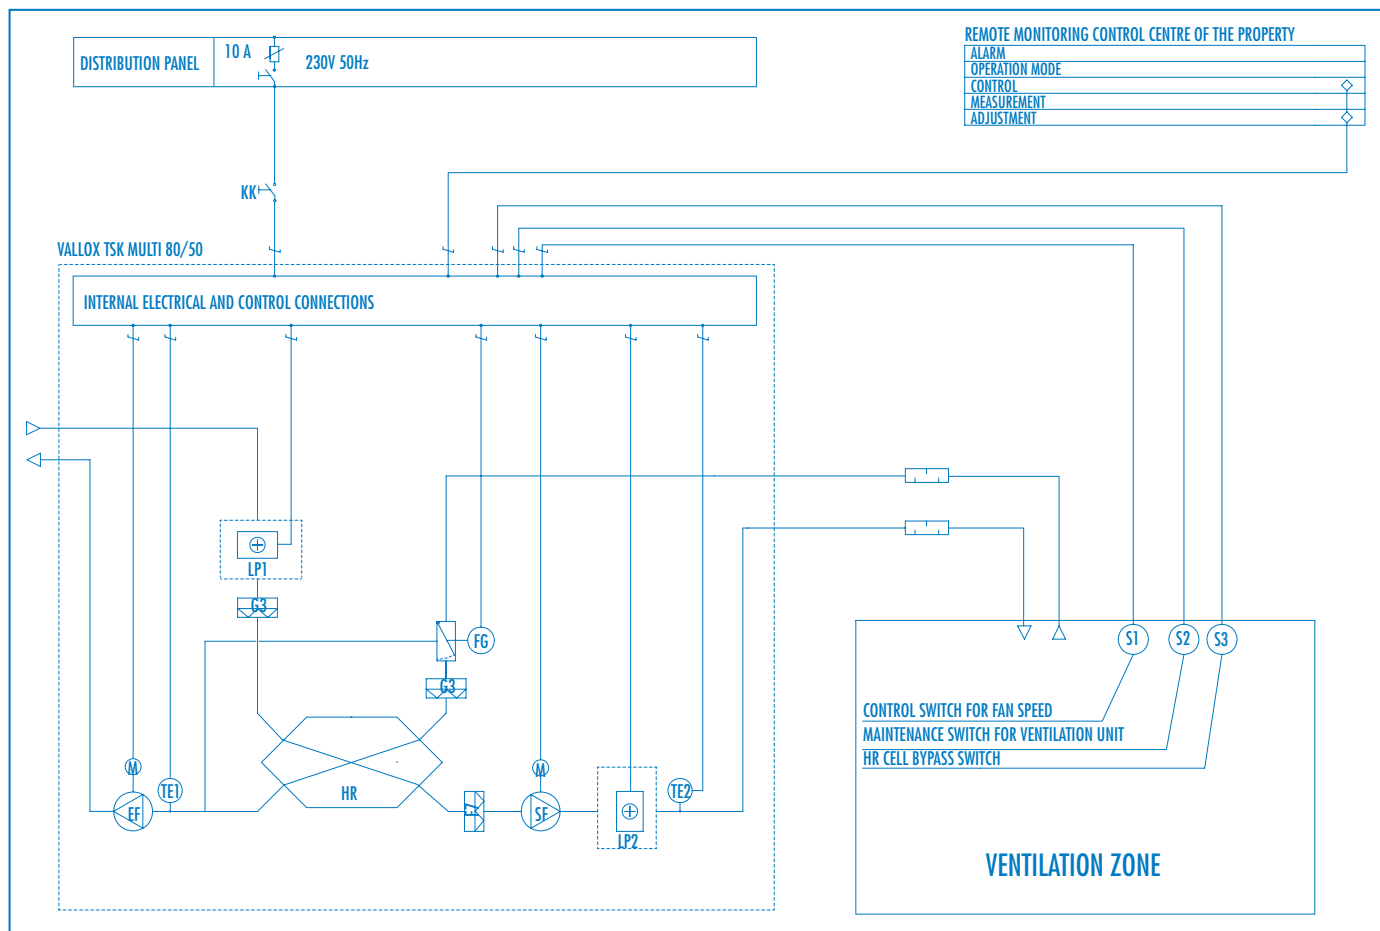 REMOTE MONITORING CONTROL CENTRE OF THE PROPERTY
ALARM
OPERATION MODE
CONTROL
MEASUREMENT
ADJUSTMENT
DISTRIBUTION PANEL
10 A
230V 50Hz
KK
VALLOX TSK MULTI 80/50
INTERNAL ELECTRICAL AND CONTROL CONNECTIONS
LP1
G3
FG
G3
S1
S2
S3
CONTROL SWITCH FOR FAN SPEED
MAINTENANCE SWITCH FOR VENTILATION UNIT
HR CELL BYPASS SWITCH
M
TE1
EF
HR
F7
M
SF
LP2
TE2
VENTILATION ZONE